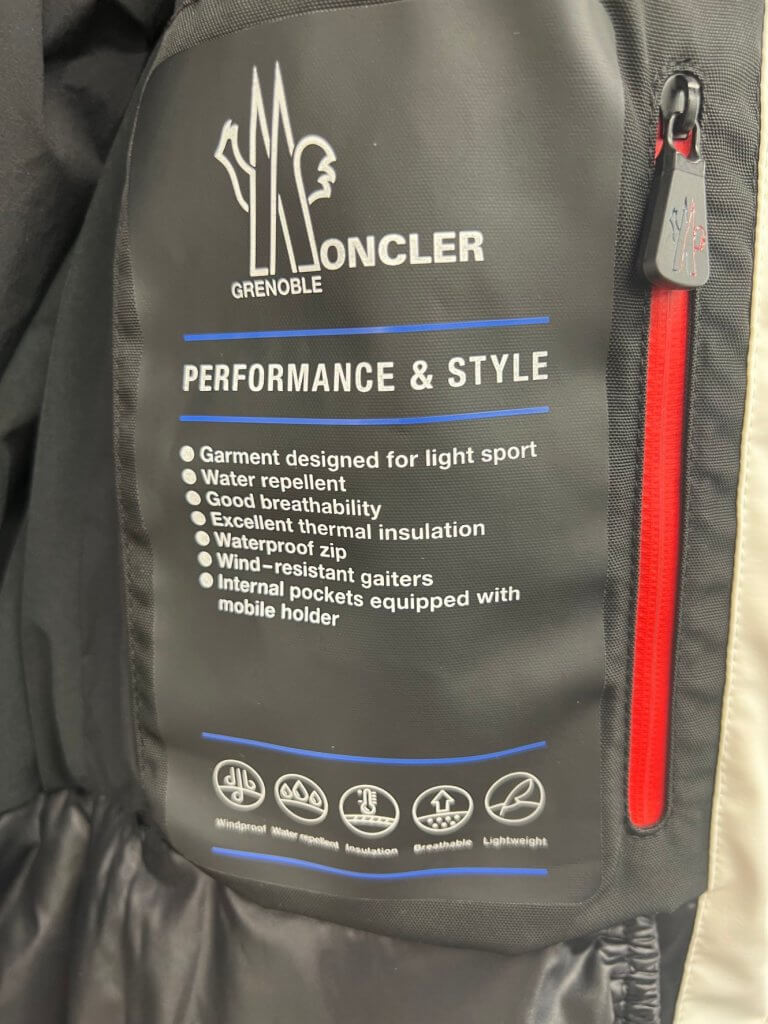 MONCLER
GRENOBLE
PERFORMANCE & STYLE
● Garment designed for light sport
● Water repellent
● Good breathability
● Excellent thermal insulation
● Waterproof zip
● Wind-resistant gaiters
● Internal pockets equipped with
mobile holder
Windproof Water repellent Insulation Breathable Lightweight